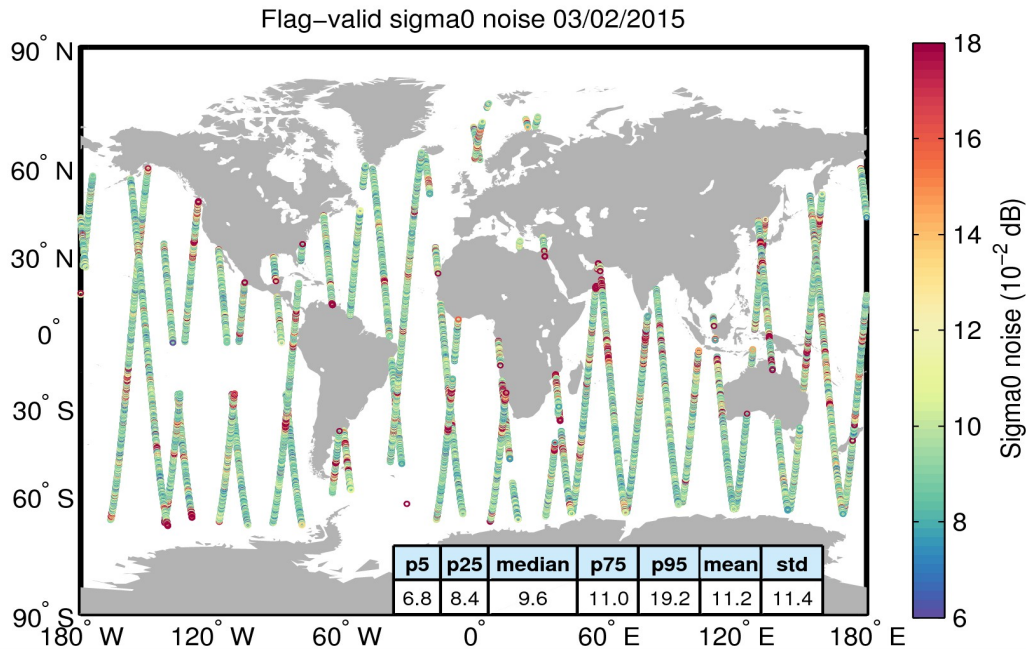 Flag−valid sigma0 noise 03/02/2015
90° N
60° N
30° N
0°
30° S
60° S
90° S
180° W
120° W
60° W
0°
60° E
120° E
180° E
p5 p25 median p75 p95 mean std
6.8 8.4 9.6 11.0 19.2 11.2 11.4
18
16
14
12
10
8
6
Sigma0 noise (10⁻² dB)